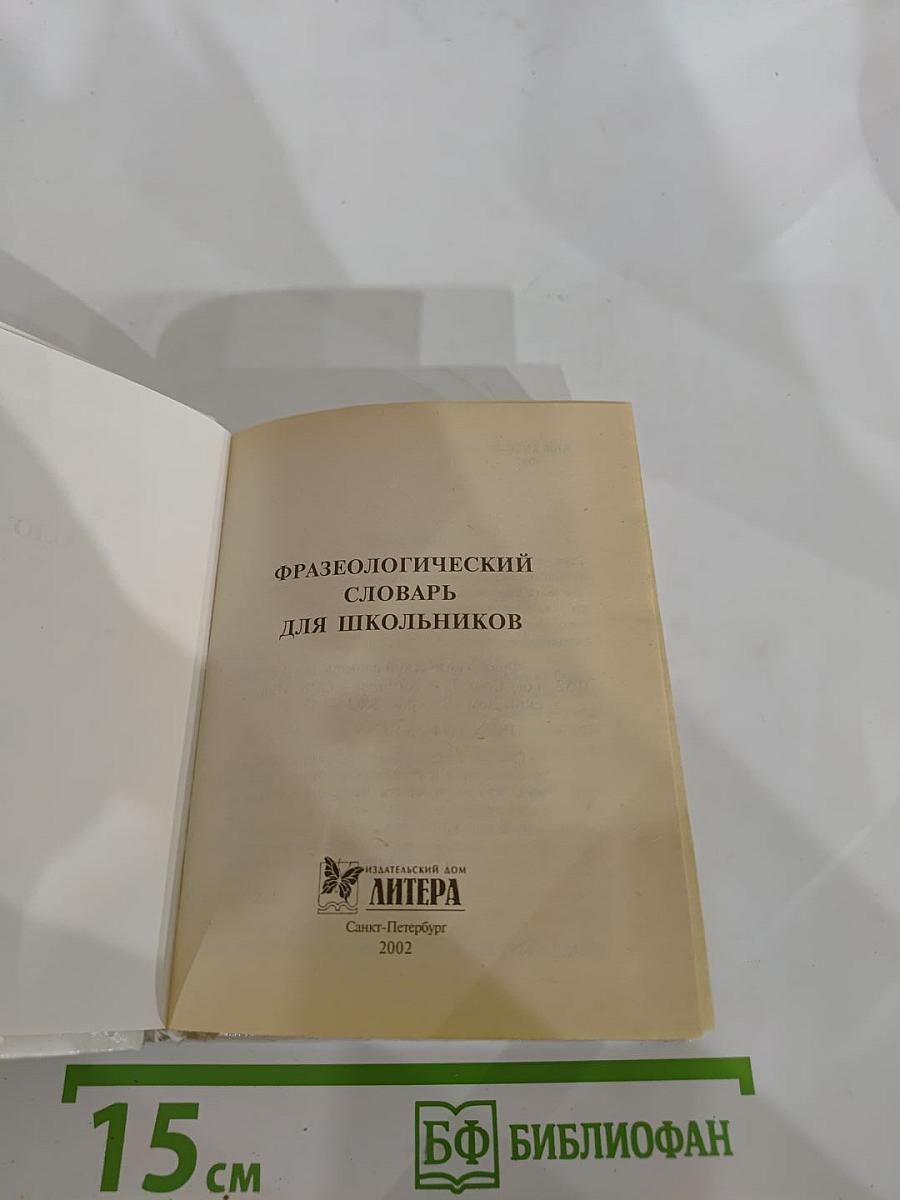 ФРАЗЕОЛОГИЧЕСКИЙ
СЛОВАРЬ
ДЛЯ ШКОЛЬНИКОВ
ИЗДАТЕЛЬСКИЙ ДОМ
ЛИТЕРА
Санкт-Петербург
2002
15 см
БФ БИБЛИОФАН